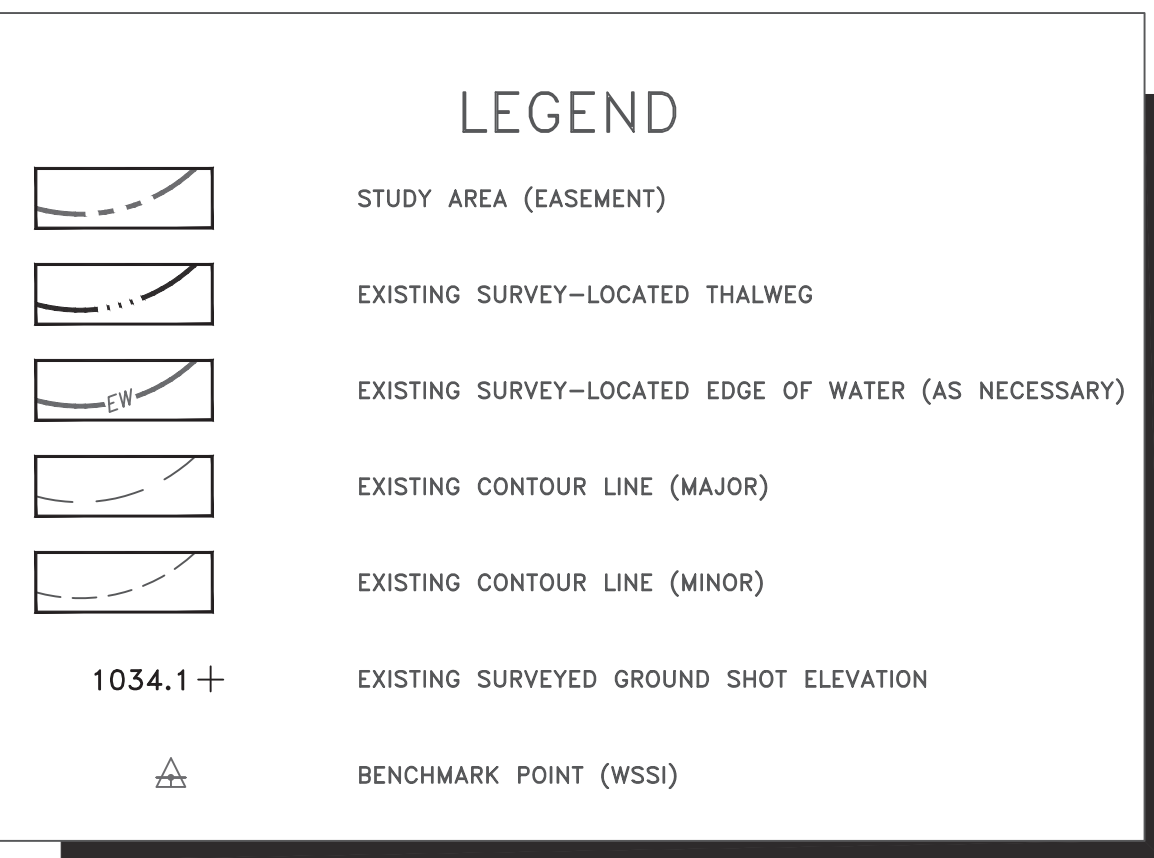 LEGEND
STUDY AREA (EASEMENT)
EXISTING SURVEY-LOCATED THALWEG
EW EXISTING SURVEY-LOCATED EDGE OF WATER (AS NECESSARY)
EXISTING CONTOUR LINE (MAJOR)
EXISTING CONTOUR LINE (MINOR)
1034.1 EXISTING SURVEYED GROUND SHOT ELEVATION
BENCHMARK POINT (WSSI)